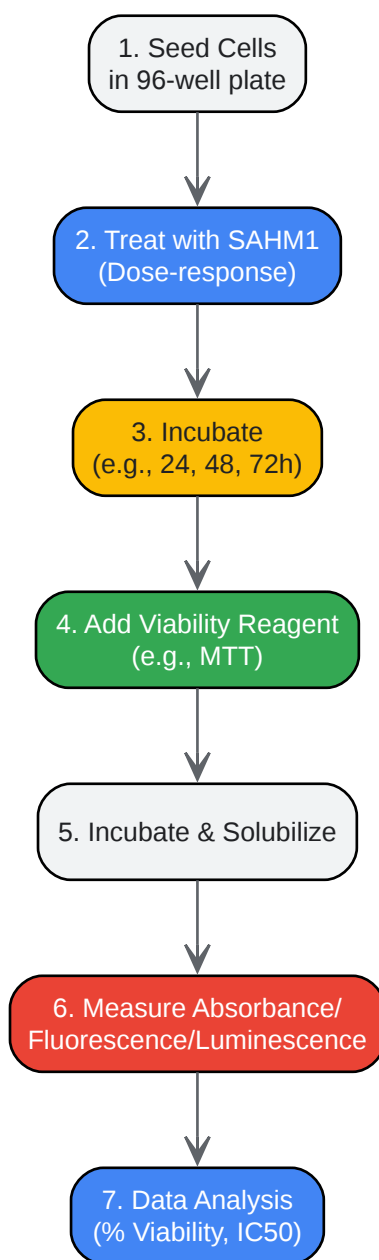 1. Seed Cells
in 96-well plate
2. Treat with SAHM1
(Dose-response)
3. Incubate
(e.g., 24, 48, 72h)
4. Add Viability Reagent
(e.g., MTT)
5. Incubate & Solubilize
6. Measure Absorbance/
Fluorescence/Luminescence
7. Data Analysis
(% Viability, IC50)